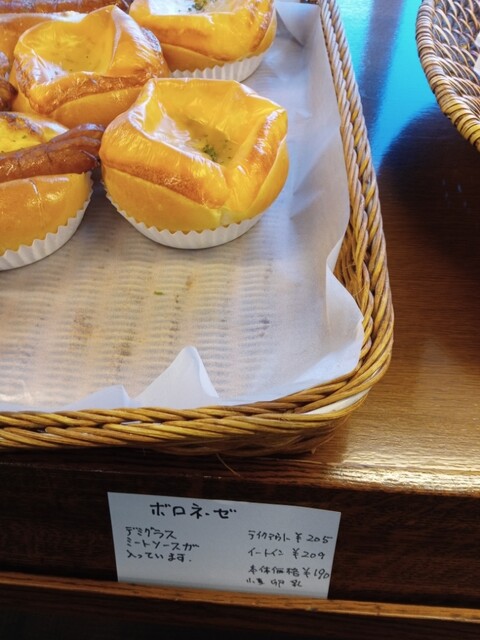 ボロネーゼ
デミグラス
ミートソースが
入っています.
テイクアウト ¥205
イートイン ¥209
本体価格 ¥190
小麦 卵 乳